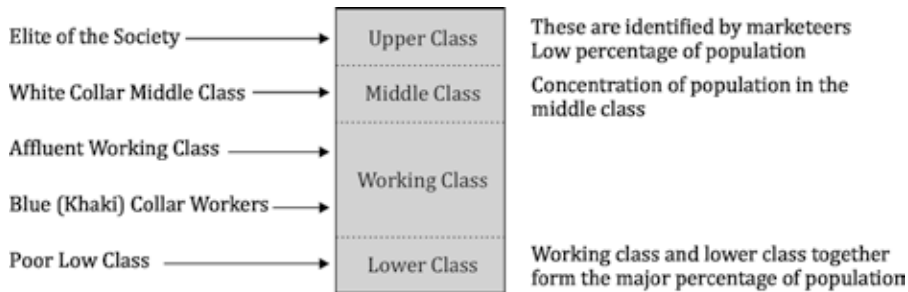 Elite of the Society
Upper Class
These are identified by marketeers
Low percentage of population
White Collar Middle Class
Middle Class
Concentration of population in the
middle class
Affluent Working Class
Working Class
Blue (Khaki) Collar Workers
Poor Low Class
Lower Class
Working class and lower class together
form the major percentage of population